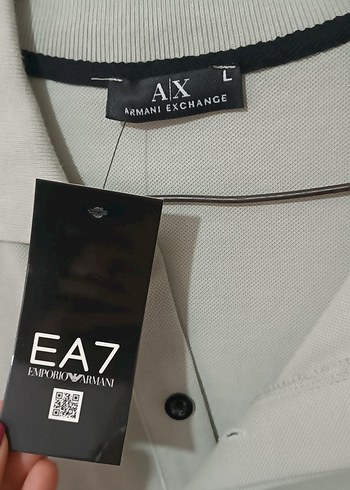 L
A|X
ARMANI EXCHANGE
EA7
EMPORIO ARMANI